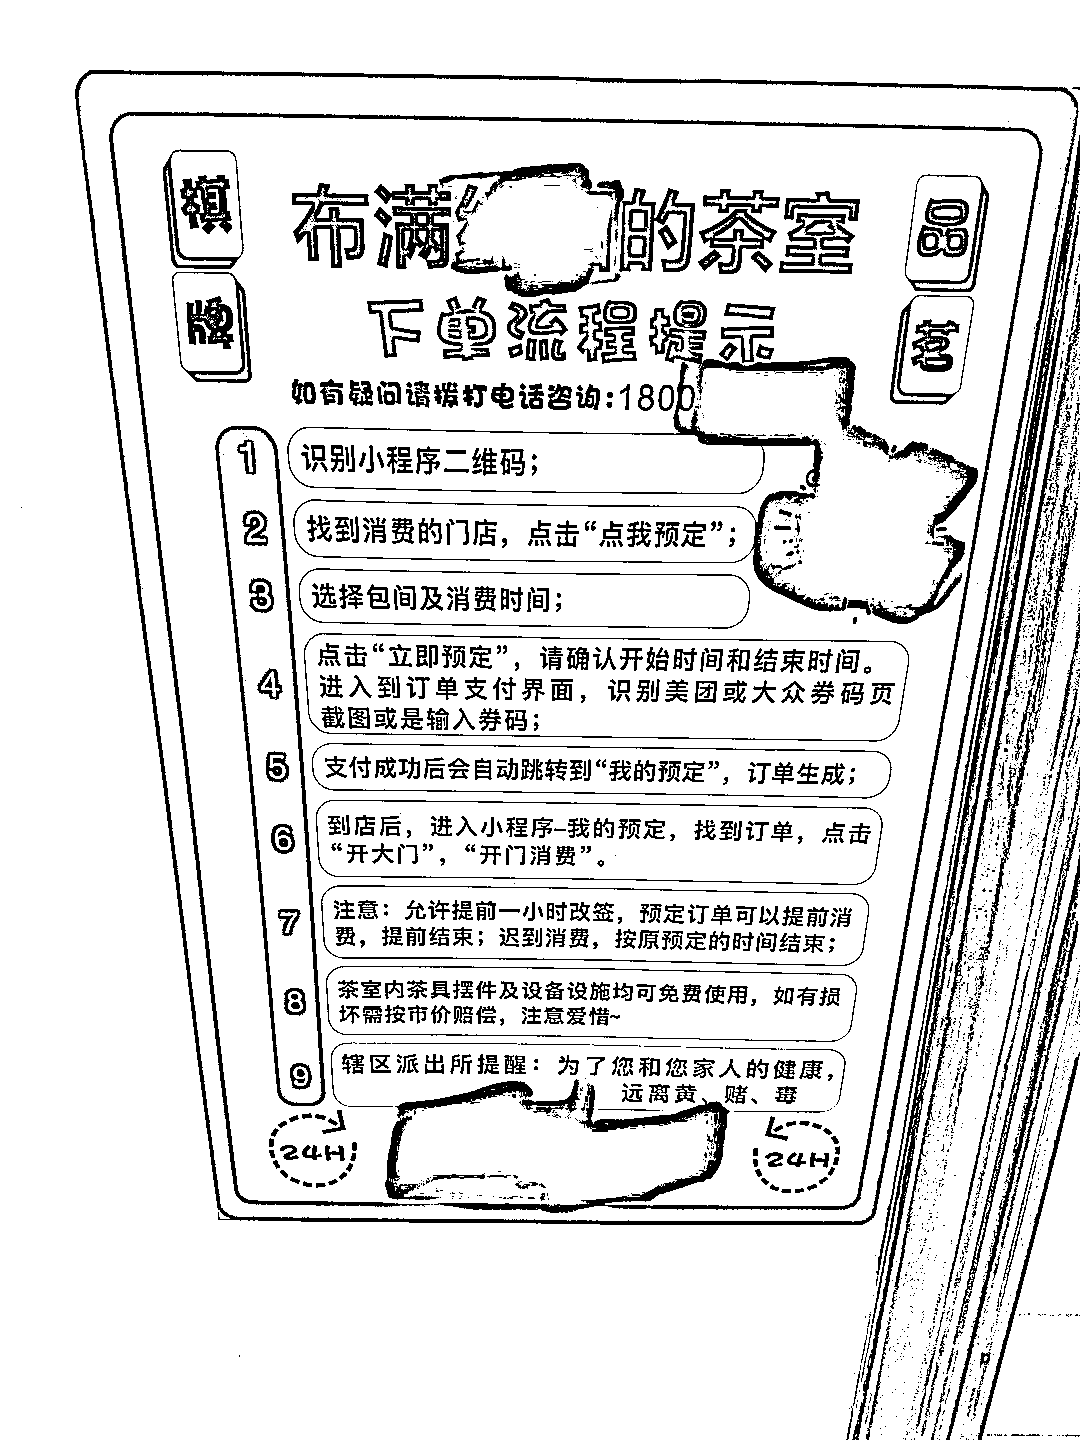 棋牌
品茗
布满
的茶室
下单流程提示
如有疑问请拨打电话咨询:1800
1 识别小程序二维码；
2 找到消费的门店，点击“点我预定”；
3 选择包间及消费时间；
4 点击“立即预定”，请确认开始时间和结束时间。
进入到订单支付界面，识别美团或大众券码页
截图或是输入券码；
5 支付成功后会自动跳转到“我的预定”，订单生成；
6 到店后，进入小程序–我的预定，找到订单，点击
“开大门”，“开门消费”。
7 注意：允许提前一小时改签，预定订单可以提前消
费，提前结束；迟到消费，按原预定的时间结束；
8 茶室内茶具摆件及设备设施均可免费使用，如有损
坏需按市价赔偿，注意爱惜~
9 辖区派出所提醒：为了您和您家人的健康，
远离黄、赌、毒
24H
24H